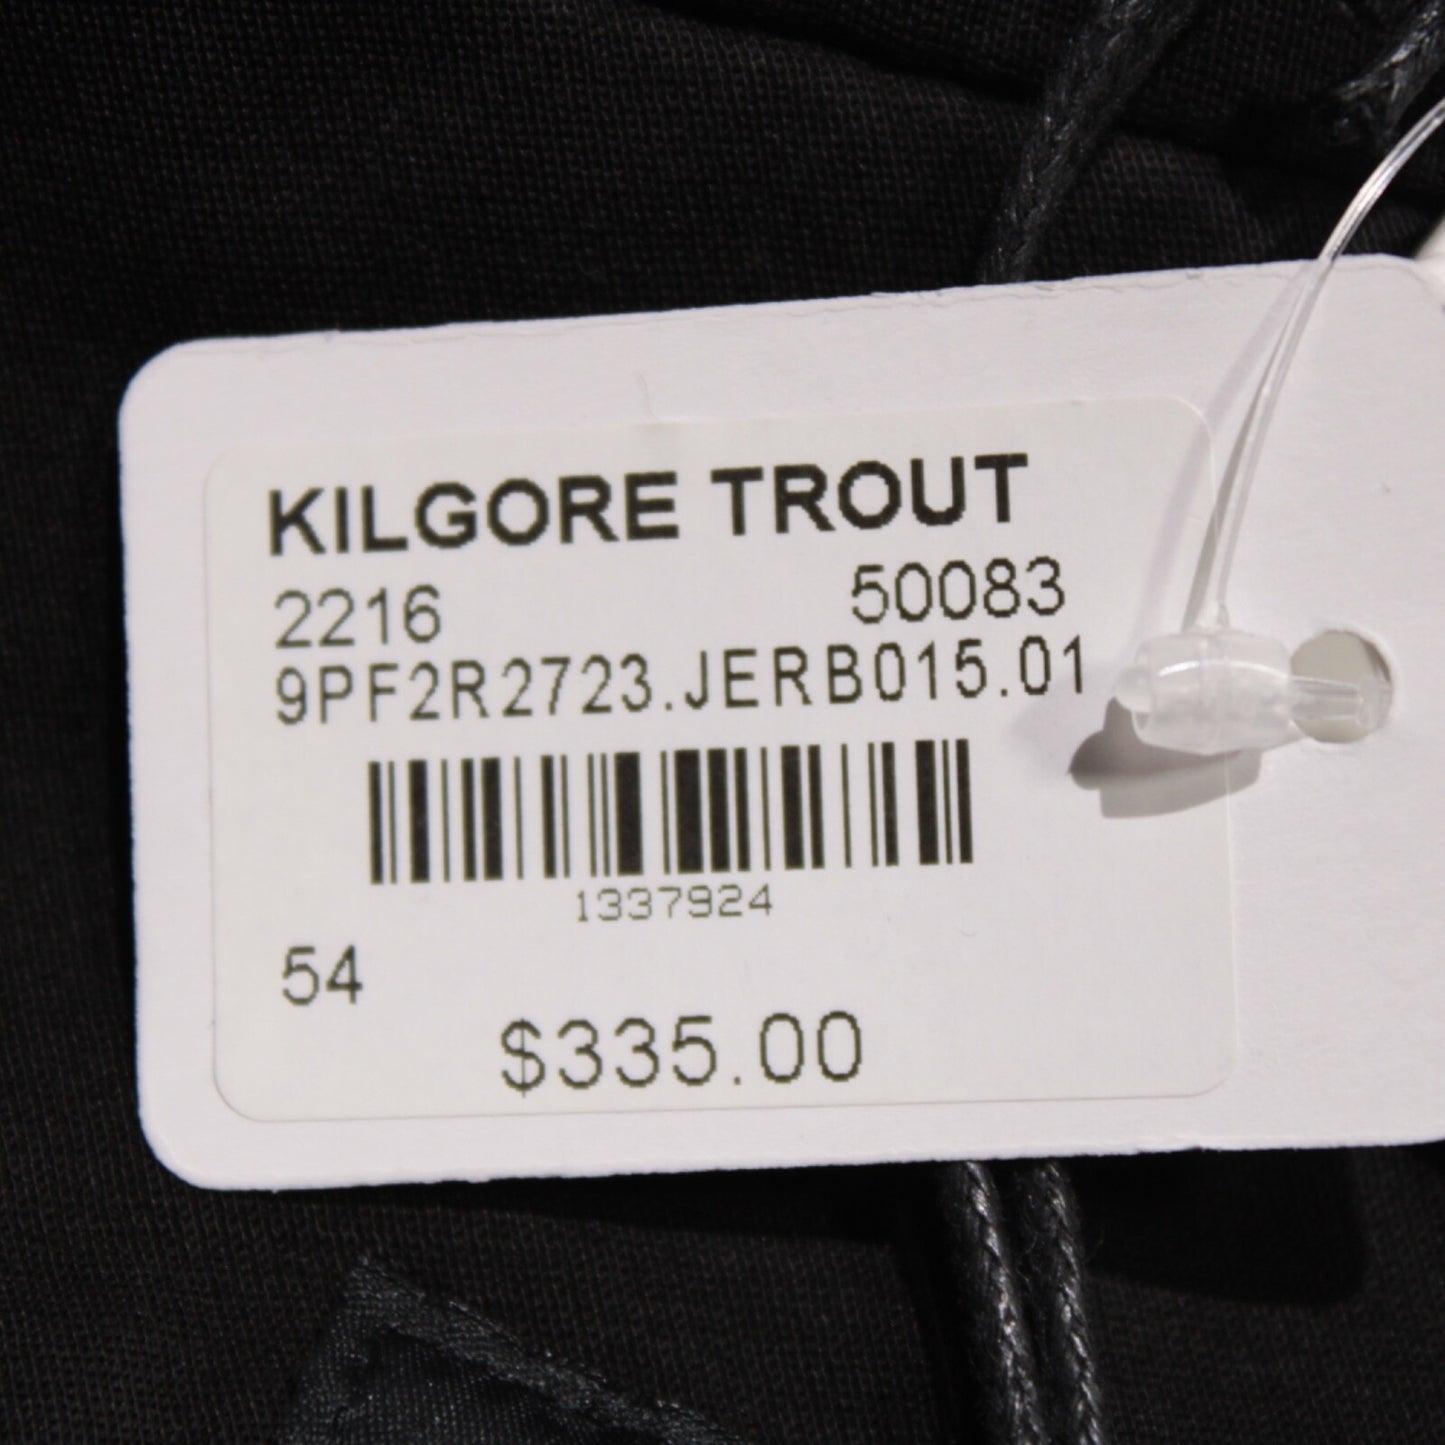 KILGORE TROUT
2216 50083
9PF2R2723.JERB015.01
1337924
54
$335.00